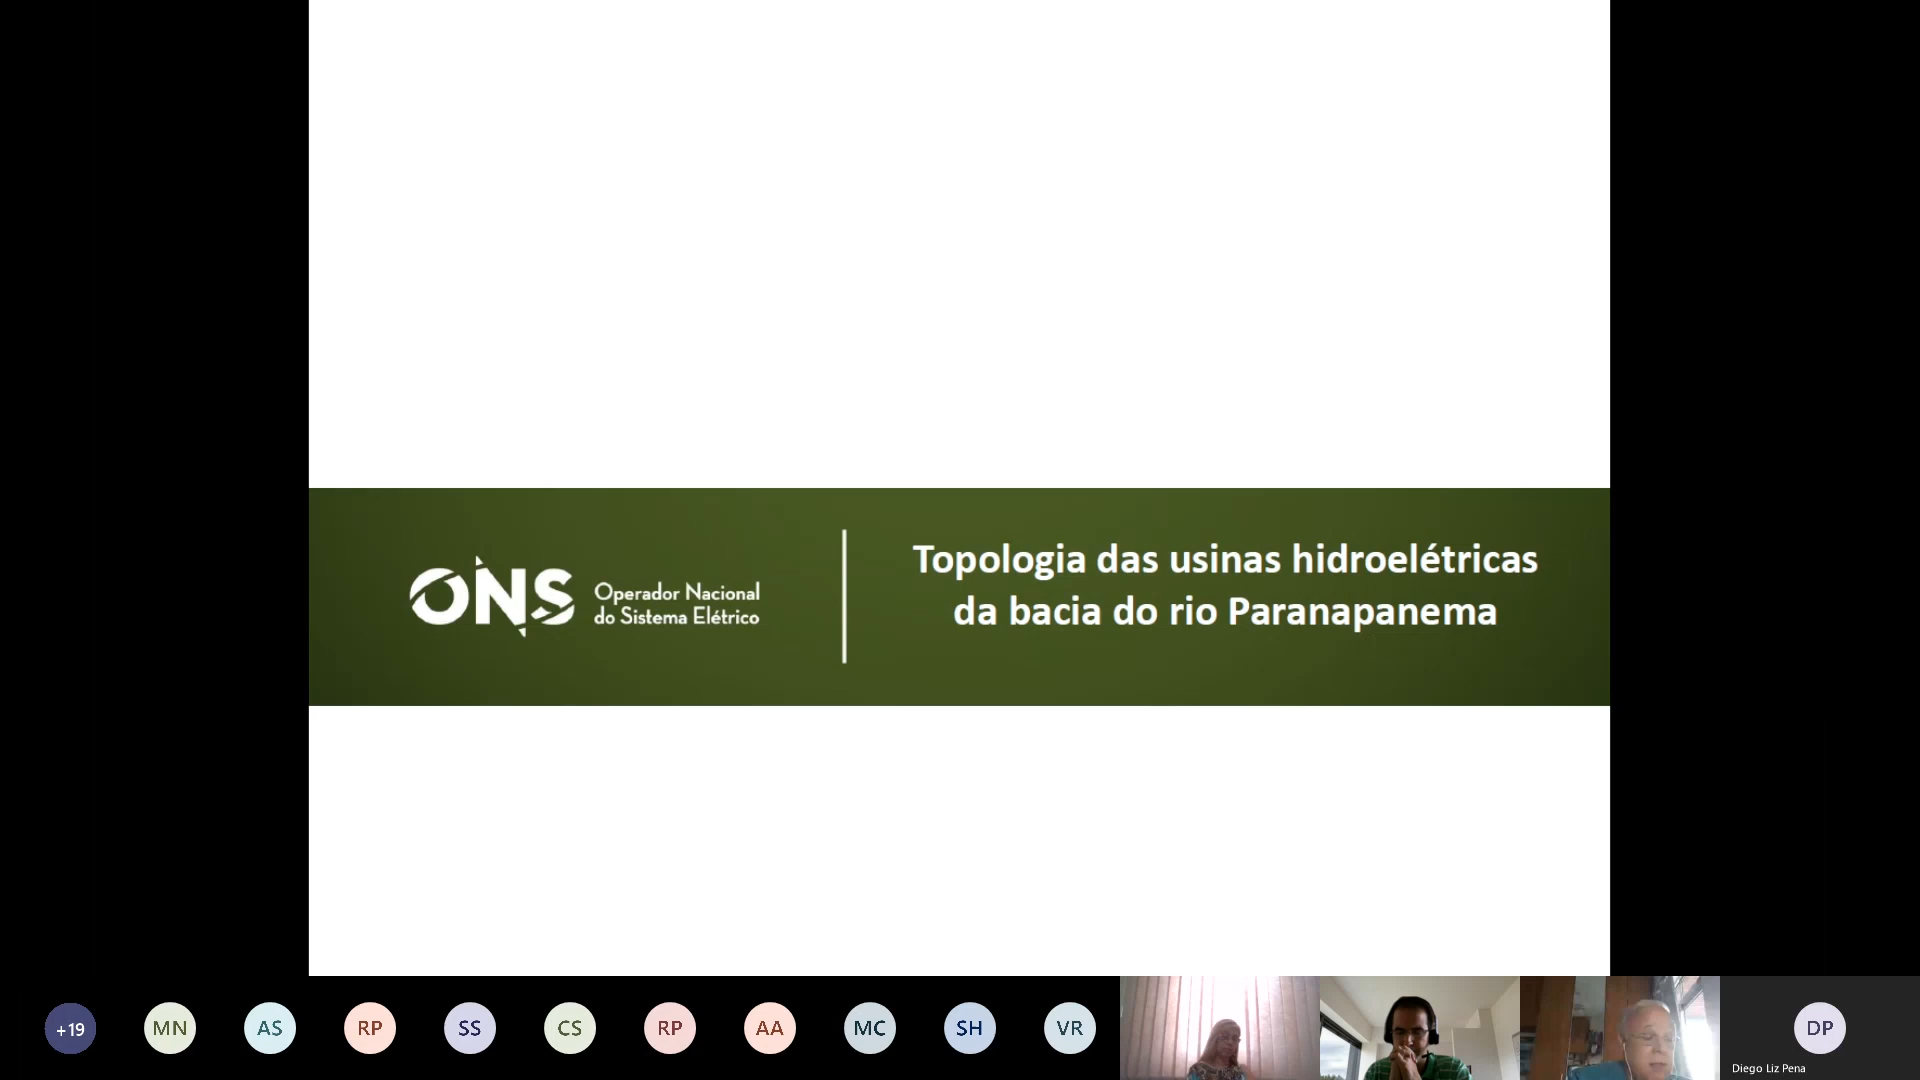 ONS
Operador Nacional
do Sistema Elétrico
Topologia das usinas hidroelétricas
da bacia do rio Paranapanema
+19
MN
AS
RP
SS
CS
RP
AA
MC
SH
VR
DP
Diego Liz Pena